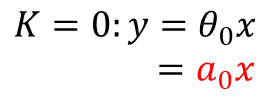 K = 0: y = θ₀x
= a₀x